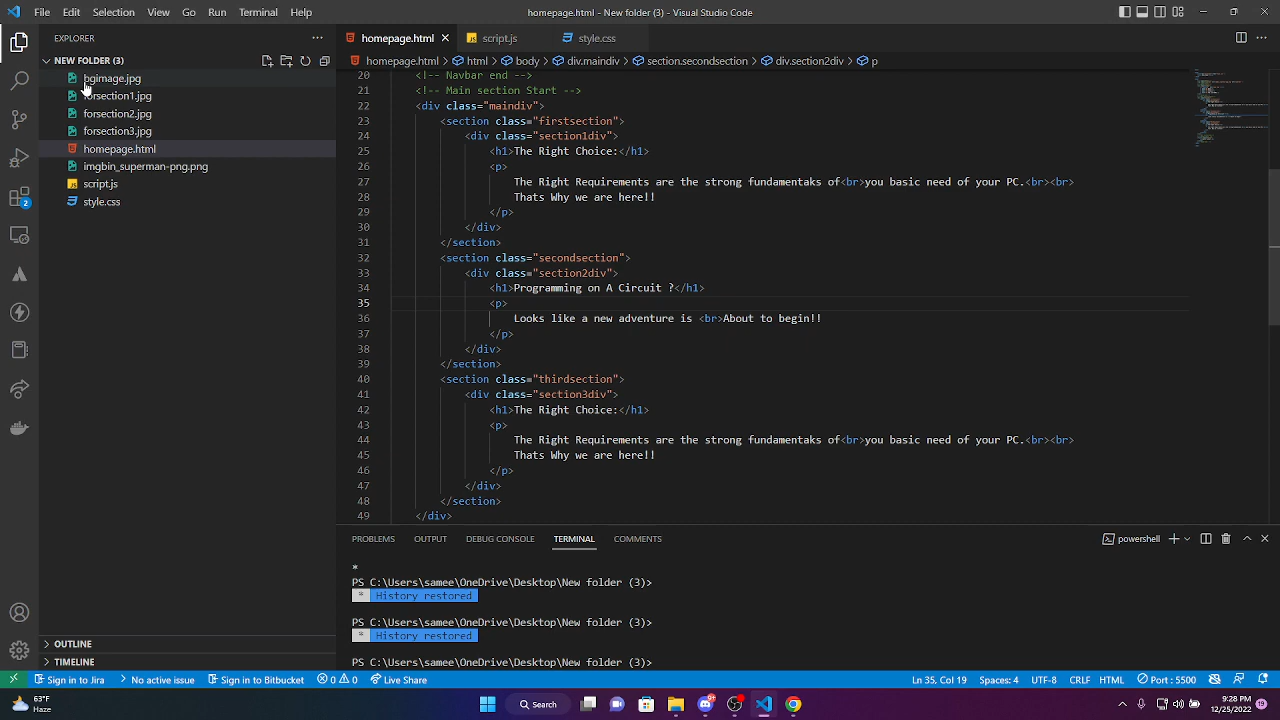 File Edit Selection View Go Run Terminal Help
homepage.html - New folder (3) - Visual Studio Code
EXPLORER
homepage.html
script.js
style.css
NEW FOLDER (3)
homepage.html > html > body > div.maindiv > section.secondsection > div.section2div > p
bgimage.jpg
forsection1.jpg
forsection2.jpg
forsection3.jpg
homepage.html
imgbin_superman-png.png
script.js
style.css
20 <!-- Navbar end -->
21 <!-- Main section Start -->
22 <div class="maindiv">
23 <section class="firstsection">
24 <div class="section1div">
25 <h1>The Right Choice:</h1>
26 <p>
27 The Right Requirements are the strong fundamentaks of<br>you basic need of your PC.<br><br>
28 Thats Why we are here!!
29 </p>
30 </div>
31 </section>
32 <section class="secondsection">
33 <div class="section2div">
34 <h1>Programming on A Circuit ?</h1>
35 <p>
36 Looks like a new adventure is <br>About to begin!!
37 </p>
38 </div>
39 </section>
40 <section class="thirdsection">
41 <div class="section3div">
42 <h1>The Right Choice:</h1>
43 <p>
44 The Right Requirements are the strong fundamentaks of<br>you basic need of your PC.<br><br>
45 Thats Why we are here!!
46 </p>
47 </div>
48 </section>
49 </div>
PROBLEMS OUTPUT DEBUG CONSOLE TERMINAL COMMENTS
powershell
*
PS C:\Users\samee\OneDrive\Desktop\New folder (3)>
* History restored
PS C:\Users\samee\OneDrive\Desktop\New folder (3)>
* History restored
PS C:\Users\samee\OneDrive\Desktop\New folder (3)>
2
OUTLINE
TIMELINE
Sign in to Jira
No active issue
Sign in to Bitbucket
0 0
Live Share
Ln 35, Col 19
Spaces: 4
UTF-8
CRLF
HTML
Port : 5500
63°F
Haze
Search
9:28 PM
12/25/2022